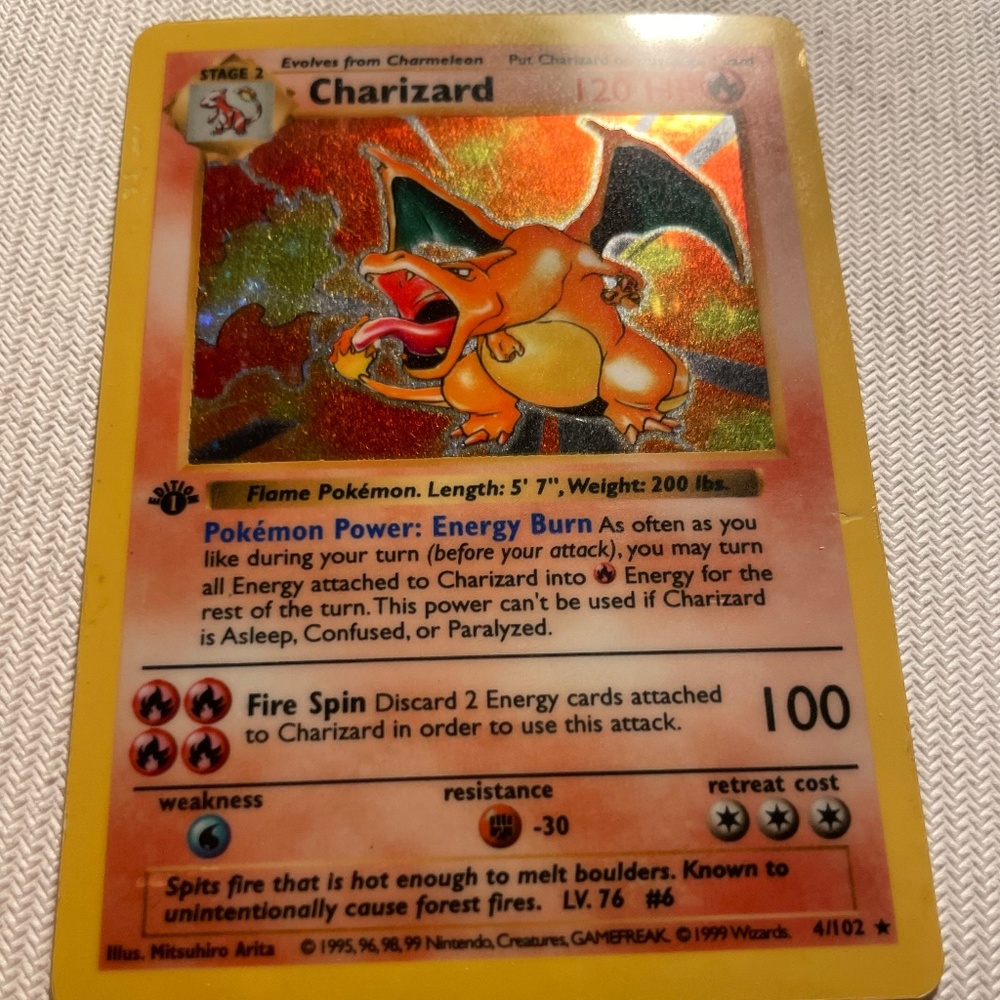 Evolves from Charmeleon Put Charizard on
STAGE 2
Charizard 120 HP
EDITION
1
Flame Pokémon. Length: 5' 7", Weight: 200 lbs.
Pokémon Power: Energy Burn As often as you
like during your turn (before your attack), you may turn
all Energy attached to Charizard into Energy for the
rest of the turn. This power can't be used if Charizard
is Asleep, Confused, or Paralyzed.
Fire Spin Discard 2 Energy cards attached
to Charizard in order to use this attack.
100
weakness
resistance
retreat cost
-30
Spits fire that is hot enough to melt boulders. Known to
unintentionally cause forest fires. LV. 76 #6
Illus. Mitsuhiro Arita © 1995, 96, 98, 99 Nintendo, Creatures, GAMEFREAK. © 1999 Wizards. 4/102 ★